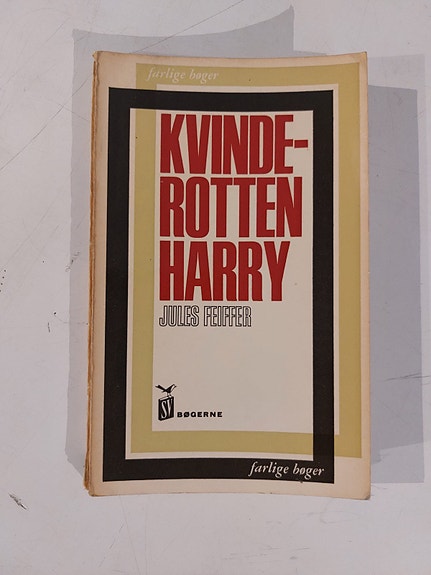 farlige bøger
KVINDE-
ROTTEN
HARRY
JULES FEIFFER
SV BØGERNE
farlige bøger